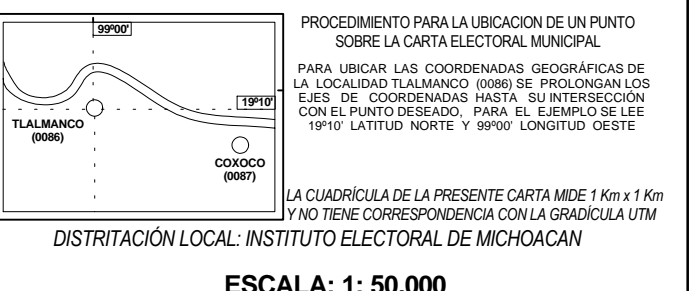 99º00'
19º10'
TLALMANCO
(0086)
COXOCO
(0087)
PROCEDIMIENTO PARA LA UBICACION DE UN PUNTO
SOBRE LA CARTA ELECTORAL MUNICIPAL
PARA UBICAR LAS COORDENADAS GEOGRÁFICAS DE
LA LOCALIDAD TLALMANCO (0086) SE PROLONGAN LOS
EJES DE COORDENADAS HASTA SU INTERSECCIÓN
CON EL PUNTO DESEADO, PARA EL EJEMPLO SE LEE
19º10' LATITUD NORTE Y 99º00' LONGITUD OESTE
LA CUADRÍCULA DE LA PRESENTE CARTA MIDE 1 Km x 1 Km
Y NO TIENE CORRESPONDENCIA CON LA GRADÍCULA UTM
DISTRITACIÓN LOCAL: INSTITUTO ELECTORAL DE MICHOACAN
ESCALA: 1: 50,000